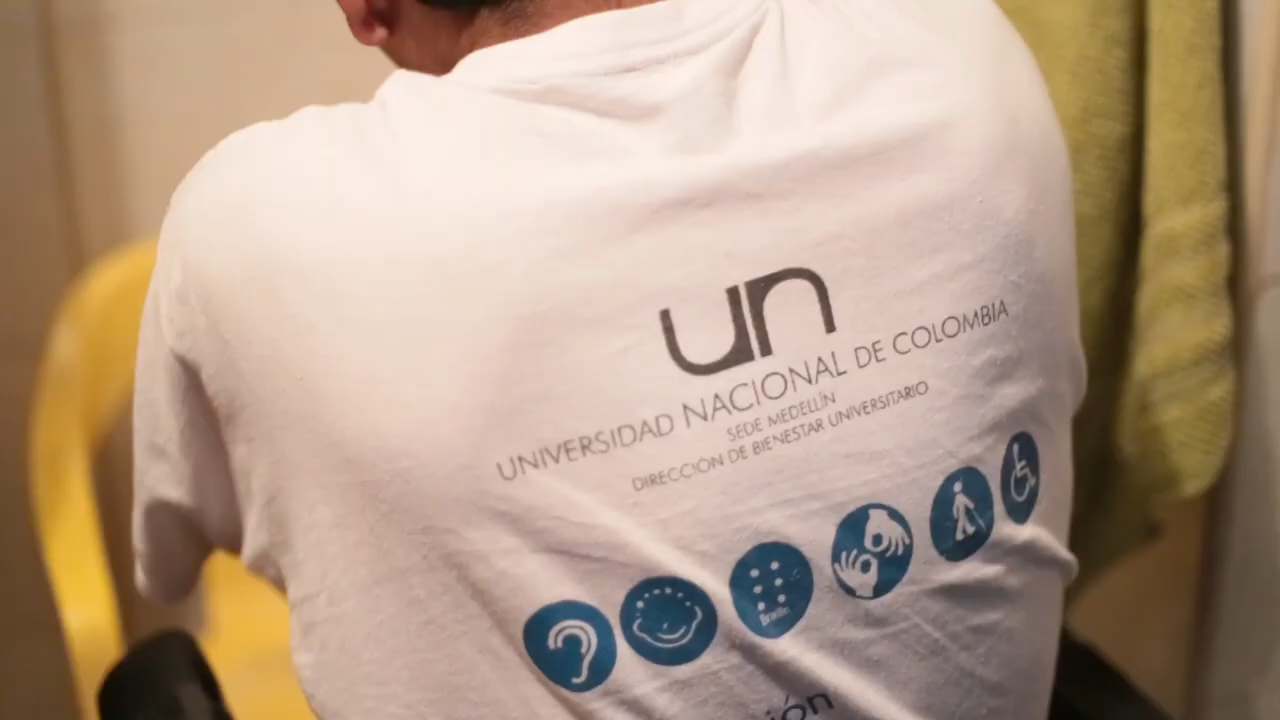 un
UNIVERSIDAD NACIONAL DE COLOMBIA
SEDE MEDELLÍN
DIRECCIÓN DE BIENESTAR UNIVERSITARIO
Braille